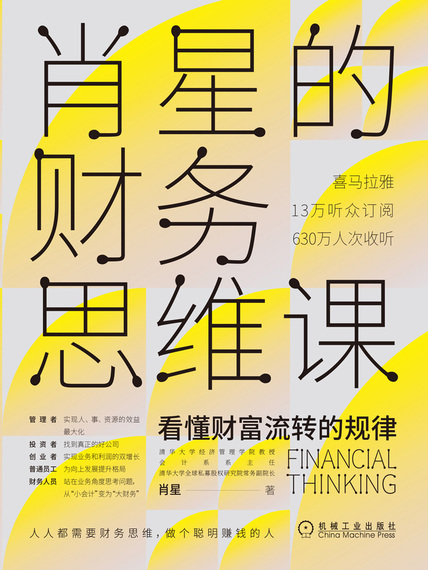 肖星的
财务
思维课
喜马拉雅
13万听众订阅
630万人次收听
看懂财富流转的规律
管理者 实现人、事、资源的效益
最大化
投资者 找到真正的好公司
创业者 实现业务和利润的双增长
普通员工 为向上发展提升格局
财务人员 站在业务角度思考问题,
从“小会计”变为“大财务”
清华大学经济管理学院教授
会计系系主任
清华大学全球私募股权研究院常务副院长
肖星 著
FINANCIAL
THINKING
人人都需要财务思维,做个聪明赚钱的人
机械工业出版社
China Machine Press